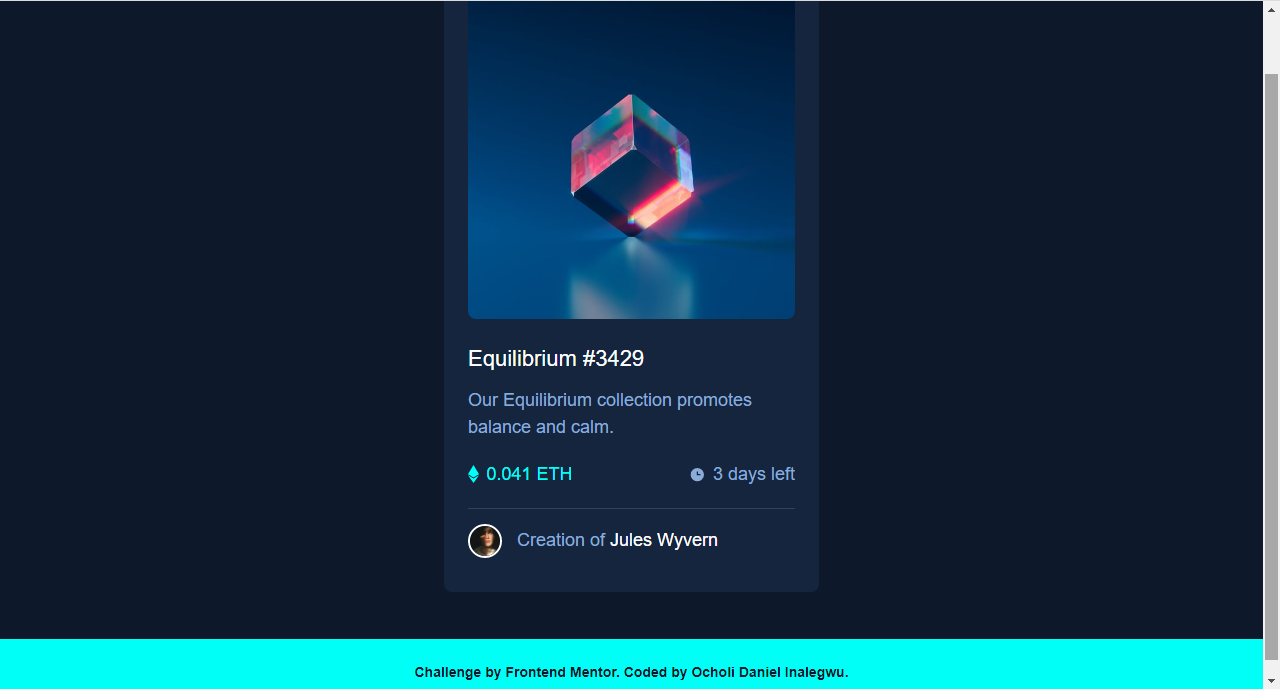 Equilibrium #3429
Our Equilibrium collection promotes
balance and calm.
0.041 ETH
3 days left
Creation of Jules Wyvern
Challenge by Frontend Mentor. Coded by Ocholi Daniel Inalegwu.